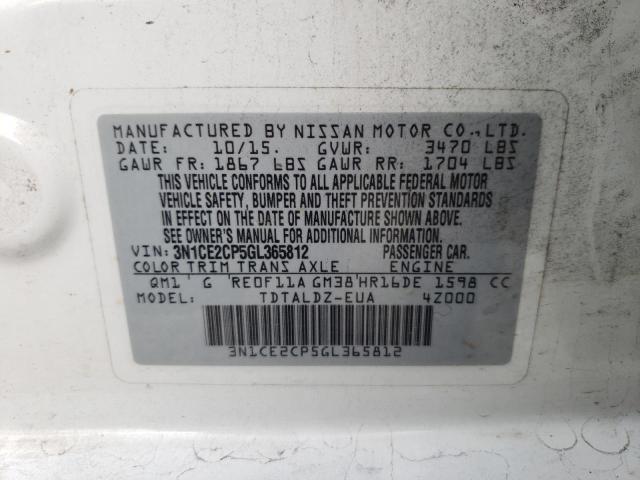 MANUFACTURED BY NISSAN MOTOR CO.,LTD.
DATE: 10/15. GVWR: 3470 LBS
GAWR FR: 1867 LBS GAWR RR: 1704 LBS
THIS VEHICLE CONFORMS TO ALL APPLICABLE FEDERAL MOTOR
VEHICLE SAFETY, BUMPER AND THEFT PREVENTION STANDARDS
IN EFFECT ON THE DATE OF MANUFACTURE SHOWN ABOVE.
SEE OWNER'S MANUAL FOR ADDITIONAL INFORMATION
VIN: 3N1CE2CP5GL365812 PASSENGER CAR.
COLOR TRIM TRANS AXLE ENGINE
QM1 G RE0F11A GM38 HR16DE 1598 CC
MODEL: TDTALDZ-EUA 4Z000
3N1CE2CP5GL365812